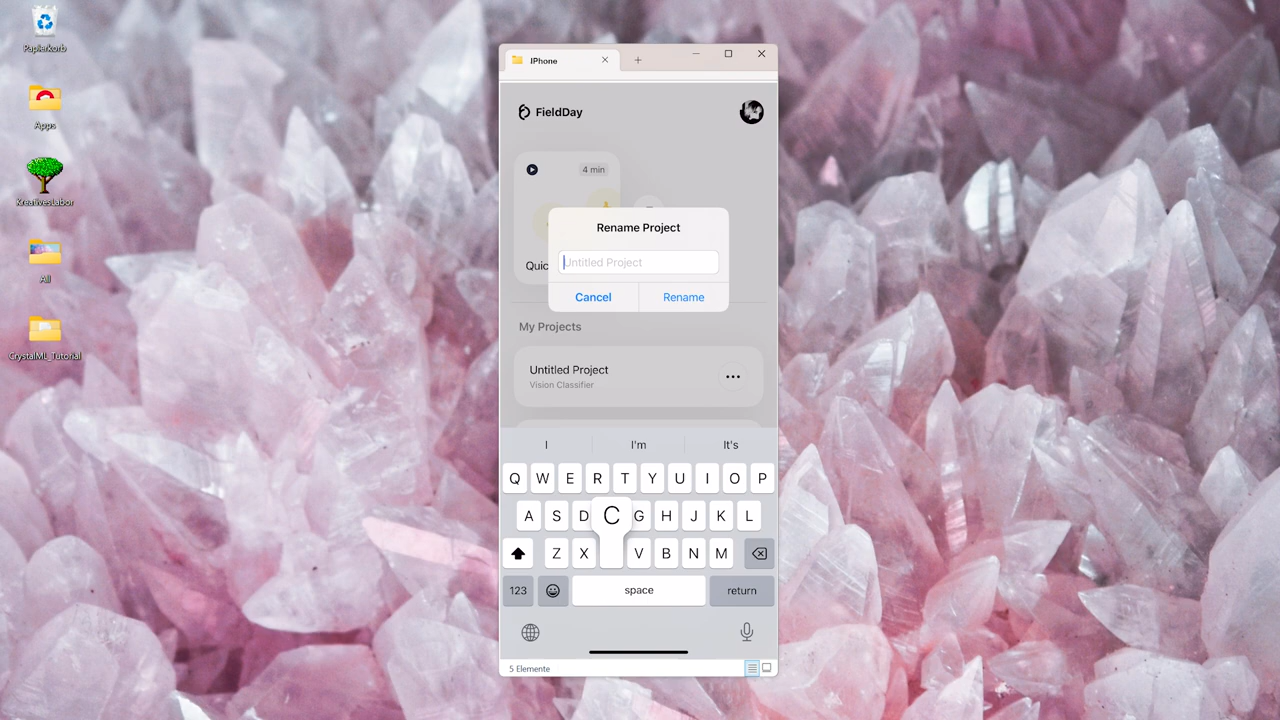 Papierkorb
Apps
KreativesLabor
All
CrystalML_Tutorial
IPhone
FieldDay
4 min
Quic
Rename Project
Untitled Project
Cancel
Rename
My Projects
Untitled Project
Vision Classifier
I
I'm
It's
Q W E R T Y U I O P
A S D C G H J K L
Z X V B N M
123
space
return
5 Elemente